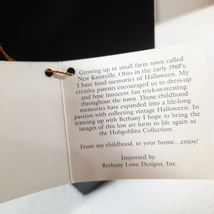 Growing up in small farm town called
New Knoxville, Ohio in the early 1960's,
I have fond memories of Halloween. My
creative parents encouraged us to dress-up
and have innocent fun trick-or-treating
throughout the town. Those childhood
memories have expanded into a life-long
passion with collecting vintage Halloween. In
teaming up with Bethany I hope to bring the
images of this lost art form to life again as
the Hobgoblins Collection.
From my childhood, to your home...enjoy!
Imported by
Bethany Lowe Designs, Inc.